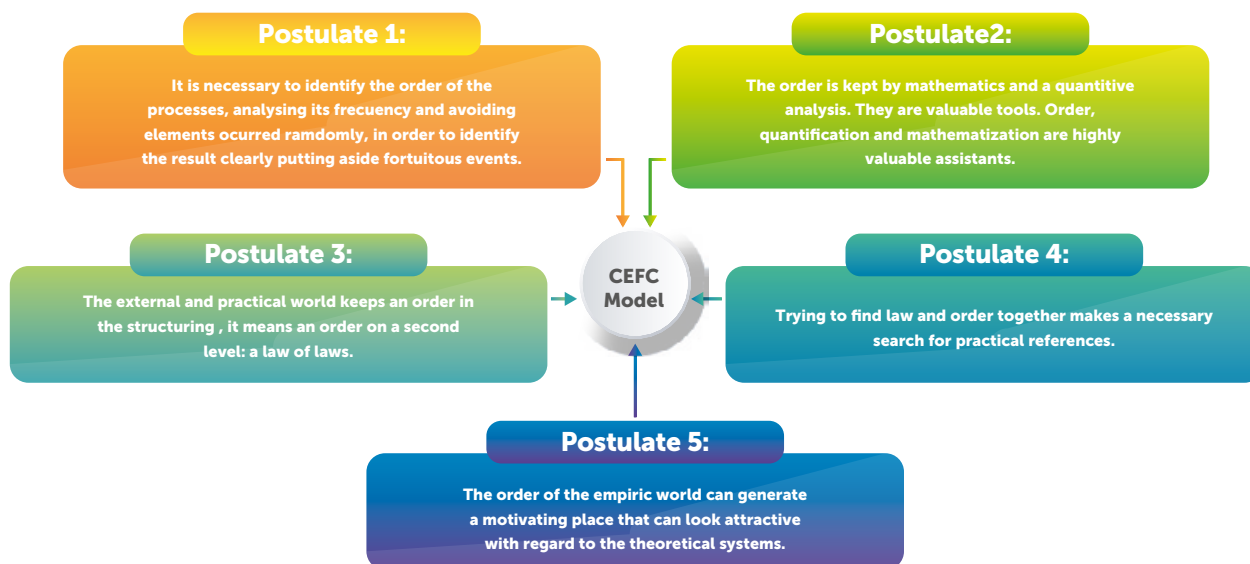 Postulate 1:
It is necessary to identify the order of the
processes, analysing its frecuency and avoiding
elements ocurred ramdomly, in order to identify
the result clearly putting aside fortuitous events.
Postulate2:
The order is kept by mathematics and a quantitive
analysis. They are valuable tools. Order,
quantification and mathematization are highly
valuable assistants.
Postulate 3:
The external and practical world keeps an order in
the structuring , it means an order on a second
level: a law of laws.
CEFC
Model
Postulate 4:
Trying to find law and order together makes a necessary
search for practical references.
Postulate 5:
The order of the empiric world can generate
a motivating place that can look attractive
with regard to the theoretical systems.